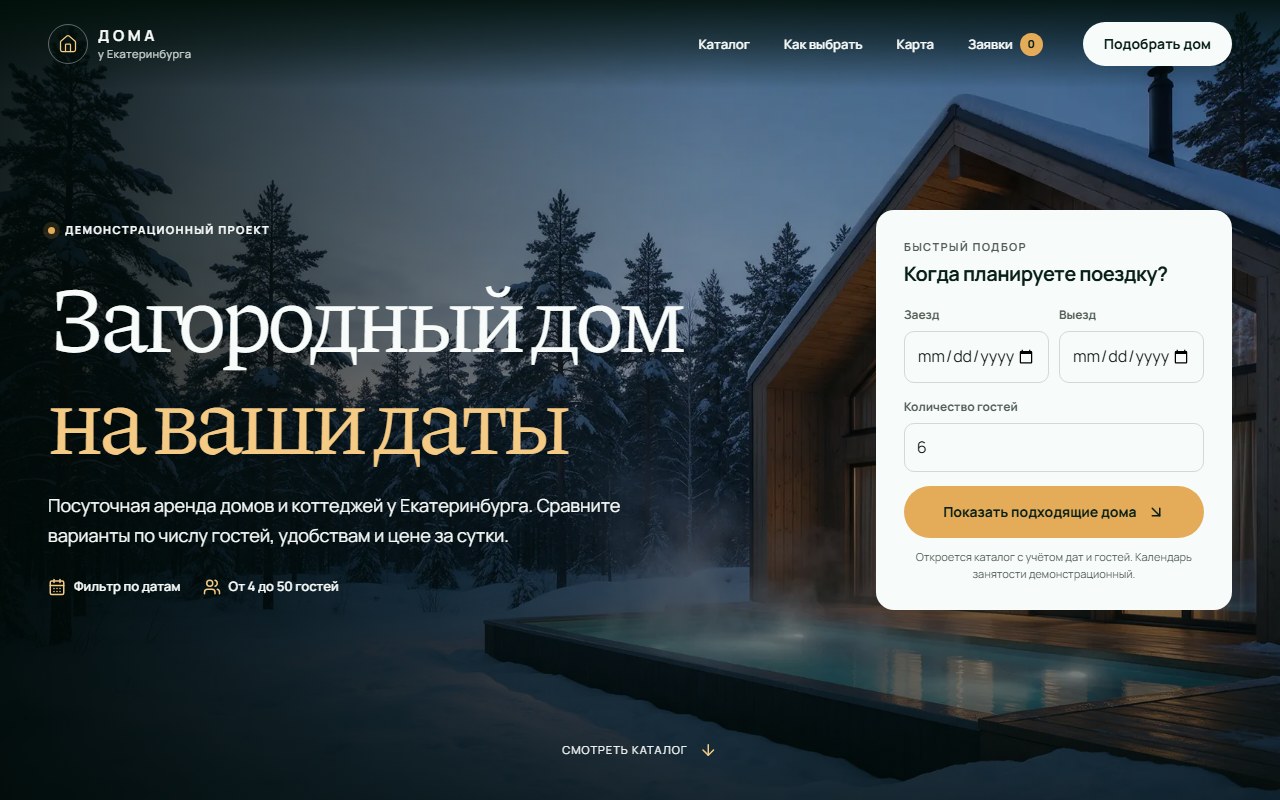 ДОМА
у Екатеринбурга
Каталог
Как выбрать
Карта
Заявки 0
Подобрать дом
ДЕМОНСТРАЦИОННЫЙ ПРОЕКТ
Загородный дом
на ваши даты
Посуточная аренда домов и коттеджей у Екатеринбурга. Сравните
варианты по числу гостей, удобствам и цене за сутки.
Фильтр по датам
От 4 до 50 гостей
БЫСТРЫЙ ПОДБОР
Когда планируете поездку?
Заезд
Выезд
mm/dd/yyyy
mm/dd/yyyy
Количество гостей
6
Показать подходящие дома
Откроется каталог с учётом дат и гостей. Календарь
занятости демонстрационный.
СМОТРЕТЬ КАТАЛОГ